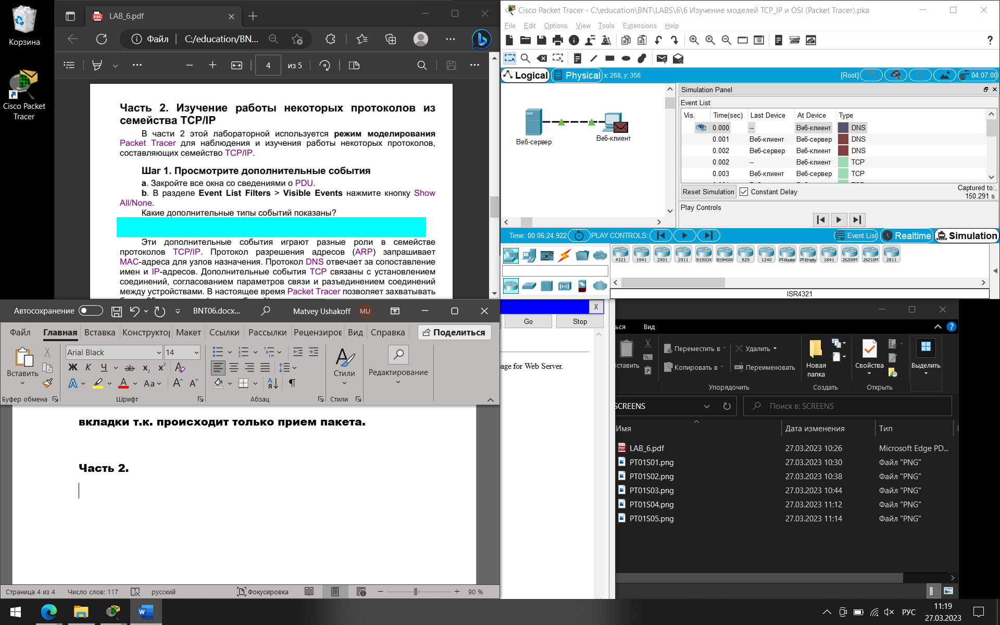 Корзина
Cisco Packet Tracer
LAB_6.pdf
Файл
C:/education/BN...
4
из 5
Часть 2. Изучение работы некоторых протоколов из
семейства TCP/IP
В части 2 этой лабораторной используется режим моделирования
Packet Tracer для наблюдения и изучения работы некоторых протоколов,
составляющих семейство TCP/IP.
Шаг 1. Просмотрите дополнительные события
a. Закройте все окна со сведениями о PDU.
b. В разделе Event List Filters > Visible Events нажмите кнопку Show
All/None.
Какие дополнительные типы событий показаны?
Эти дополнительные события играют разные роли в семействе
протоколов TCP/IP. Протокол разрешения адресов (ARP) запрашивает
MAC-адреса для узлов назначения. Протокол DNS отвечает за сопоставление
имен и IP-адресов. Дополнительные события TCP связаны с установлением
соединений, согласованием параметров связи и разъединением соединений
между устройствами. В настоящее время Packet Tracer позволяет захватывать
Cisco Packet Tracer - C:\education\BNT\LABS\6\6 Изучение моделей TCP_IP и OSI (Packet Tracer).pka
File Edit Options View Tools Extensions Help
?
Logical
Physical
x: 268, y: 356
[Root]
04:07:00
Веб-сервер
Веб-клиент
Simulation Panel
Event List
Vis. Time(sec) Last Device At Device Type
0.000 -- Веб-клиент DNS
0.001 Веб-клиент Веб-сервер DNS
0.002 Веб-сервер Веб-клиент DNS
0.002 -- Веб-клиент TCP
0.003 Веб-клиент Веб-сервер TCP
Reset Simulation
Constant Delay
Captured to:
150.291 s
Play Controls
Time: 00:06:24.922
PLAY CONTROLS:
Event List
Realtime
Simulation
4321 1941 2901 2911 819IOX 819HGW 829 1240 PT-Router PT-Empty 1841 2620XM 2621XM 2811
ISR4321
Автосохранение
BNT06.docx...
Matvey Ushakoff
MU
Файл Главная Вставка Конструктор Макет Ссылки Рассылки Рецензиров Вид Справка
Поделиться
Вставить
Arial Black
14
Ж К Ч ab x₂ x²
A A Aa A A
Стили
Редактирование
Буфер обмена
Шрифт
Абзац
Стили
вкладки т.к. происходит только прием пакета.
Часть 2.
Страница 4 из 4
Число слов: 117
русский
Фокусировка
90 %
X
Go
Stop
age for Web Server.
ься
Вид
?
Вставить
Переместить в
Копировать в
Удалить
Переименовать
Упорядочить
Новая папка
Создать
Свойства
Открыть
Выделить
SCREENS
Поиск в: SCREENS
Имя Дата изменения Тип
LAB_6.pdf 27.03.2023 10:26 Microsoft Edge PD...
PT01S01.png 27.03.2023 10:30 Файл "PNG"
PT01S02.png 27.03.2023 10:38 Файл "PNG"
PT01S03.png 27.03.2023 10:44 Файл "PNG"
PT01S04.png 27.03.2023 11:12 Файл "PNG"
PT01S05.png 27.03.2023 11:14 Файл "PNG"
РУС
11:19
27.03.2023